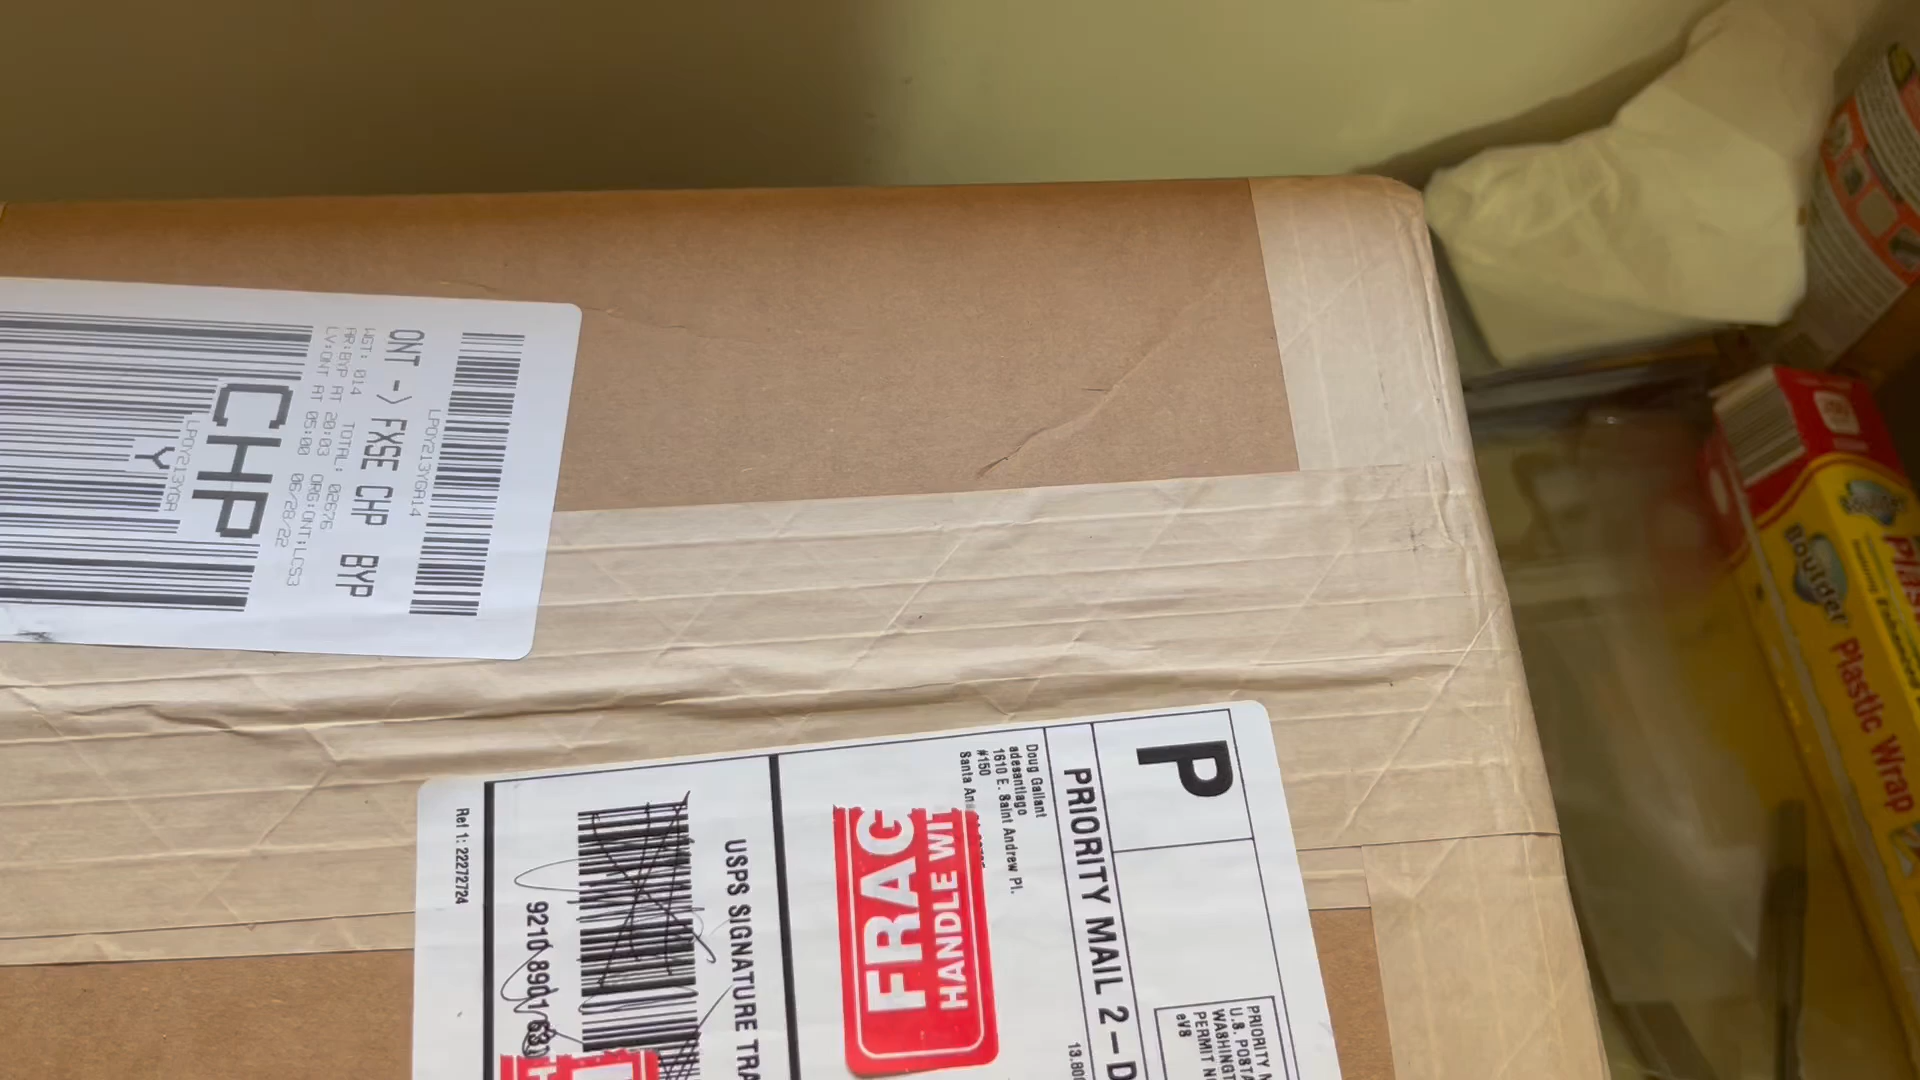 LPOY213YGA14
ONT -> FXSE CHP BYP
WGT: 014 TOTAL: 02676
AR:BYP AT 20:03 ORG:ONT:LCS3
LV:ONT AT 05:00 06/28/22
CHP
LPOY213YGA
Y
P
PRIORITY MAIL 2-D
PRIORITY M
U.S. POSTA
WASHINGT
PERMIT N
eVS
13.80
Doug Gallant
adesantiago
1610 E. Saint Andrew Pl.
#150
Santa An
FRAG
HANDLE WI
USPS SIGNATURE TRA
9210 8901
Ref 1: 22272724
Boulder
Plastic Wrap